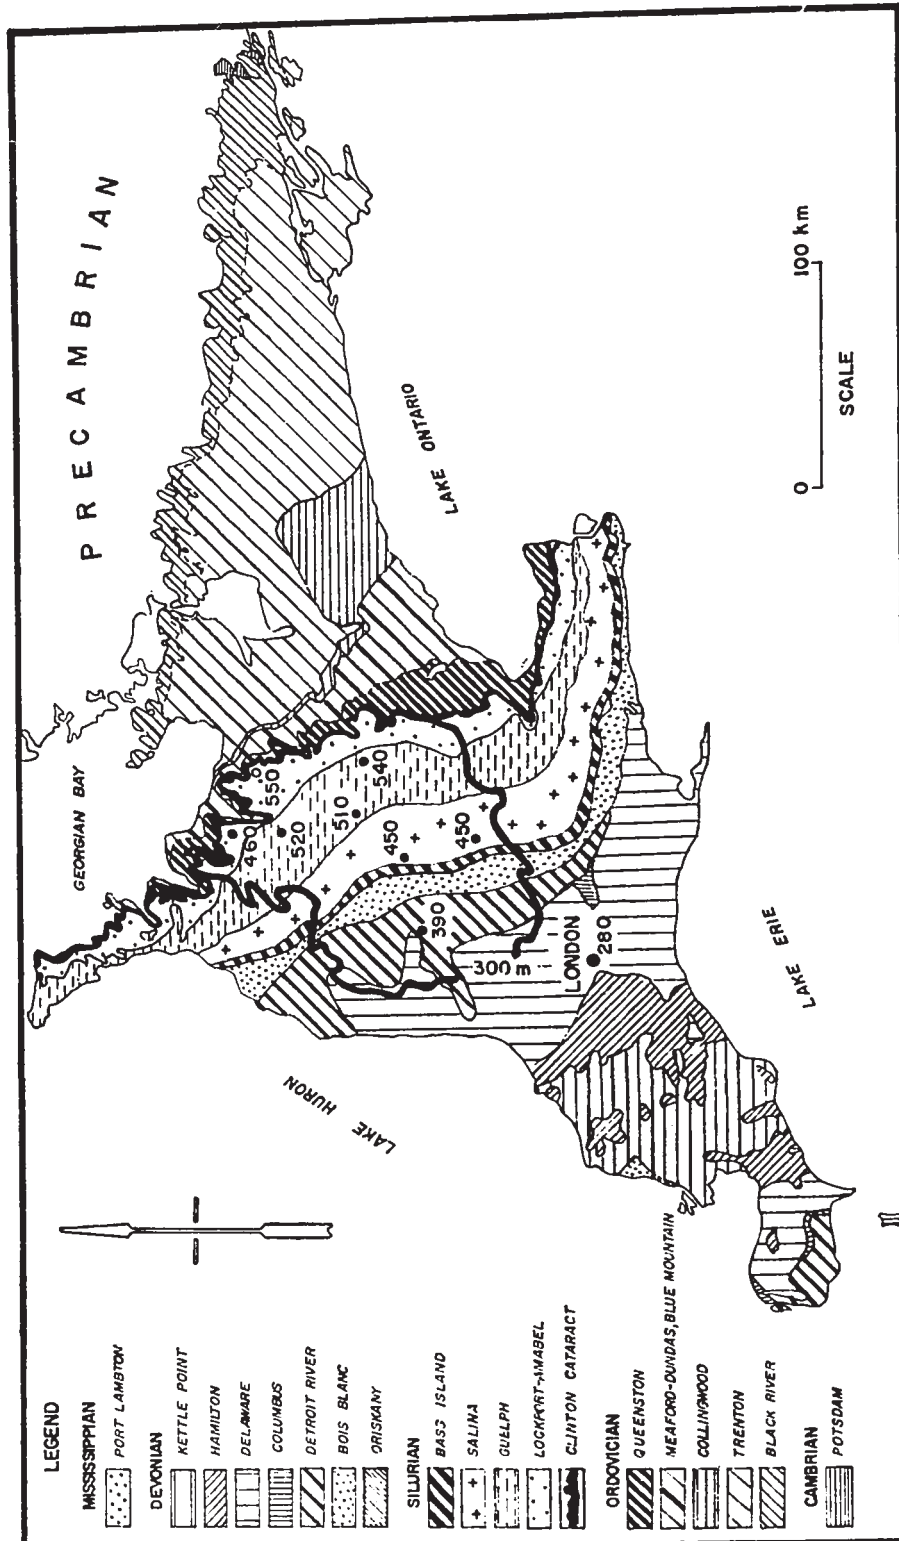 PRECAMBRIAN
GEORGIAN BAY
LAKE HURON
LAKE ONTARIO
LAKE ERIE
LONDON
280
300 m
390
450
450
510
540
520
550
460
0
100 km
SCALE
LEGEND
MISSISSIPPIAN
PORT LAMBTON
DEVONIAN
KETTLE POINT
HAMILTON
DELAWARE
COLUMBUS
DETROIT RIVER
BOIS BLANC
ORISKANY
SILURIAN
BASS ISLAND
SALINA
GUELPH
LOCKPORT-AMABEL
CLINTON CATARACT
ORDOVICIAN
QUEENSTON
MEAFORD-DUNDAS, BLUE MOUNTAIN
COLLINGWOOD
TRENTON
BLACK RIVER
CAMBRIAN
POTSDAM